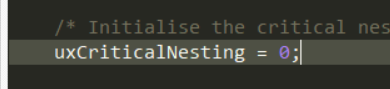 /* Initialise the critical nes
uxCriticalNesting = 0;